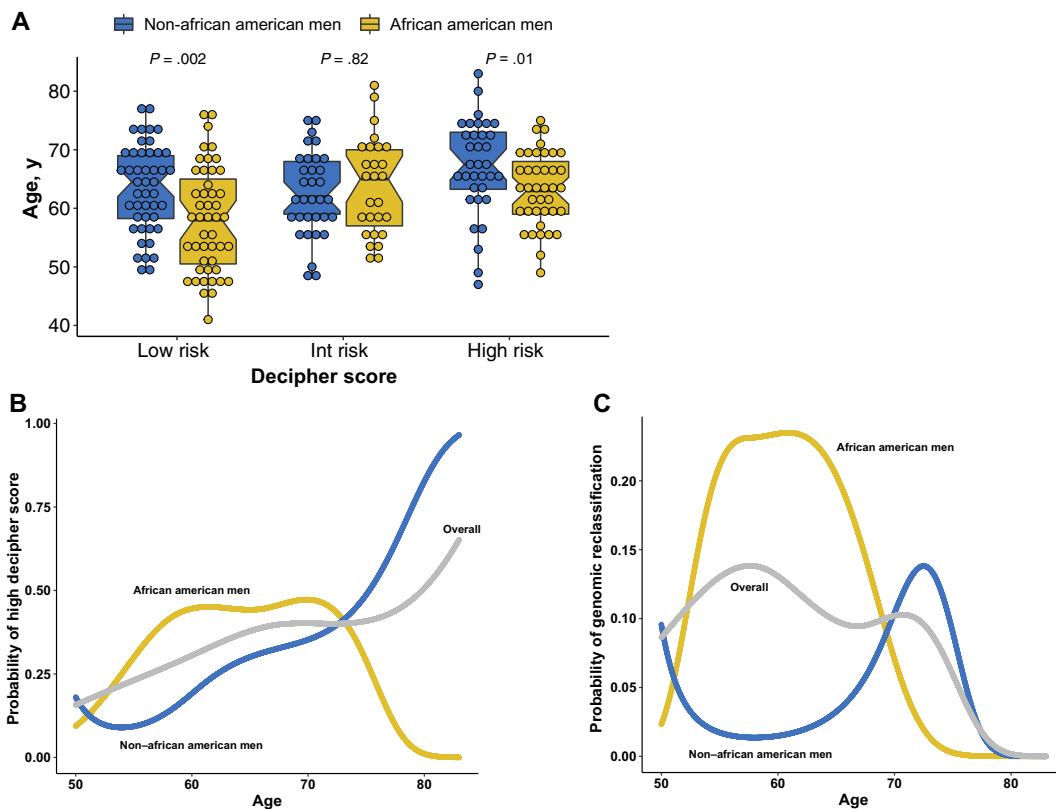 A
Non-african american men
African american men
P = .002
P = .82
P = .01
Age, y
80
70
60
50
40
Low risk
Int risk
High risk
Decipher score
B
Probability of high decipher score
1.00
0.75
0.50
0.25
0.00
African american men
Overall
Non–african american men
50
60
70
80
Age
C
Probability of genomic reclassification
0.20
0.15
0.10
0.05
0.00
African american men
Overall
Non–african american men
50
60
70
80
Age